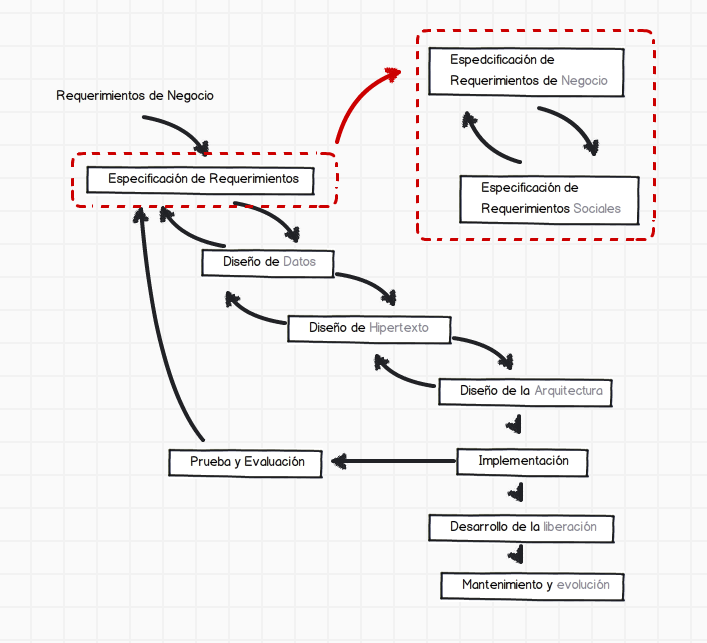 Espedcificación de
Requerimientos de Negocio
Requerimientos de Negocio
Especificación de Requerimientos
Especificación de
Requerimientos Sociales
Diseño de Datos
Diseño de Hipertexto
Diseño de la Arquitectura
Prueba y Evaluación
Implementación
Desarrollo de la liberación
Mantenimiento y evolución